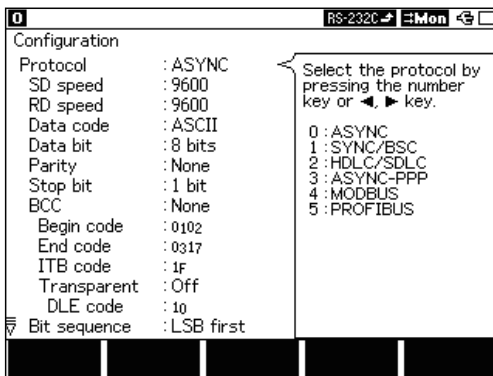 0 RS-232C Mon
Configuration
Protocol : ASYNC
SD speed : 9600
RD speed : 9600
Data code : ASCII
Data bit : 8 bits
Parity : None
Stop bit : 1 bit
BCC : None
Begin code : 0102
End code : 0317
ITB code : 1F
Transparent : Off
DLE code : 10
Bit sequence : LSB first
Select the protocol by
pressing the number
key or ◄, ► key.
0 : ASYNC
1 : SYNC/BSC
2 : HDLC/SDLC
3 : ASYNC-PPP
4 : MODBUS
5 : PROFIBUS